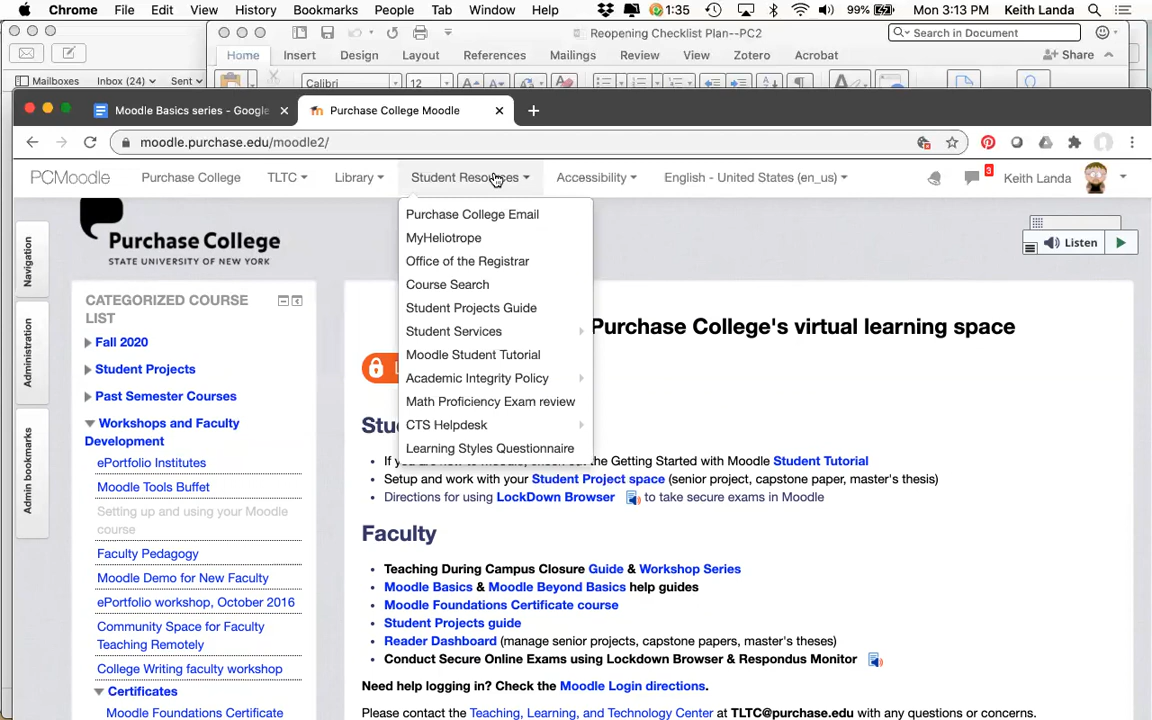 Chrome File Edit View History Bookmarks People Tab Window Help 1:35 99% Mon 3:13 PM Keith Landa
Reopening Checklist Plan--PC2 Search in Document
Home Insert Design Layout References Mailings Review View Zotero Acrobat Share
Mailboxes Inbox (24) Sent Calibri 12
Moodle Basics series - Google Purchase College Moodle
moodle.purchase.edu/moodle2/
PCMoodle Purchase College TLTC Library Student Resources Accessibility English - United States (en_us) 3 Keith Landa
Purchase College
STATE UNIVERSITY OF NEW YORK
Listen
Navigation
Administration
Admin bookmarks
CATEGORIZED COURSE
LIST
Fall 2020
Student Projects
Past Semester Courses
Workshops and Faculty
Development
ePortfolio Institutes
Moodle Tools Buffet
Setting up and using your Moodle
course
Faculty Pedagogy
Moodle Demo for New Faculty
ePortfolio workshop, October 2016
Community Space for Faculty
Teaching Remotely
College Writing faculty workshop
Certificates
Moodle Foundations Certificate
Purchase College Email
MyHeliotrope
Office of the Registrar
Course Search
Student Projects Guide
Student Services
Moodle Student Tutorial
Academic Integrity Policy
Math Proficiency Exam review
CTS Helpdesk
Learning Styles Questionnaire
Purchase College's virtual learning space
the Getting Started with Moodle Student Tutorial
Setup and work with your Student Project space (senior project, capstone paper, master's thesis)
Directions for using LockDown Browser to take secure exams in Moodle
Faculty
Teaching During Campus Closure Guide & Workshop Series
Moodle Basics & Moodle Beyond Basics help guides
Moodle Foundations Certificate course
Student Projects guide
Reader Dashboard (manage senior projects, capstone papers, master's theses)
Conduct Secure Online Exams using Lockdown Browser & Respondus Monitor
Need help logging in? Check the Moodle Login directions.
Please contact the Teaching, Learning, and Technology Center at TLTC@purchase.edu with any questions or concerns.